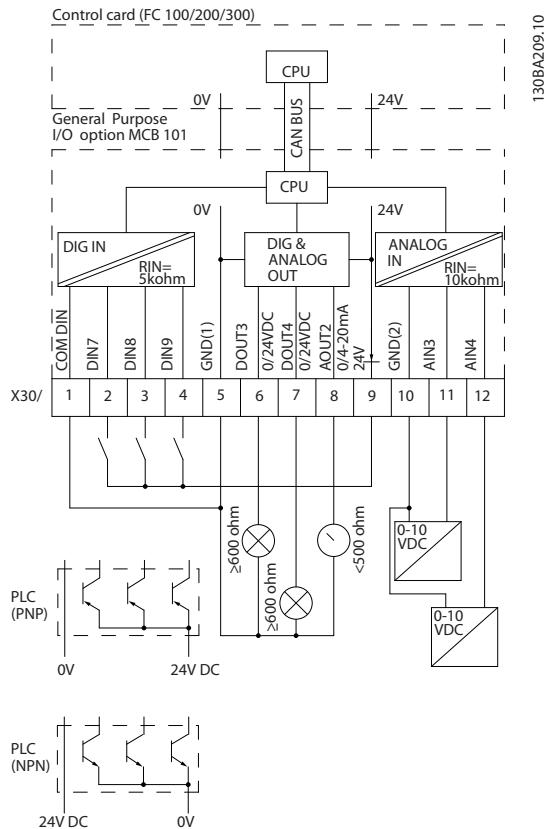 Control card (FC 100/200/300)
130BA209.10
CPU
0V
24V
General Purpose
I/O option MCB 101
CAN BUS
CPU
0V
24V
DIG IN
RIN=
5kohm
DIG &
ANALOG
OUT
ANALOG
IN
RIN=
10kohm
COM DIN
DIN7
DIN8
DIN9
GND(1)
DOUT3
0/24VDC
DOUT4
0/24VDC
AOUT2
0/4-20mA
24V
GND(2)
AIN3
AIN4
X30/
1
2
3
4
5
6
7
8
9
10
11
12
≥600 ohm
≥600 ohm
<500 ohm
0-10
VDC
0-10
VDC
PLC
(PNP)
0V
24V DC
PLC
(NPN)
24V DC
0V